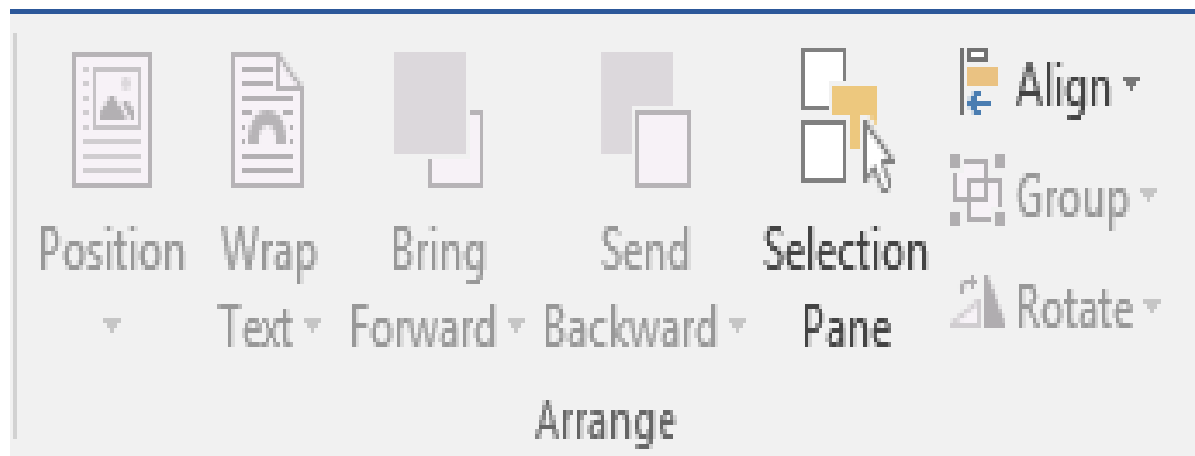 Position
Wrap
Text
Bring
Forward
Send
Backward
Selection
Pane
Align
Group
Rotate
Arrange